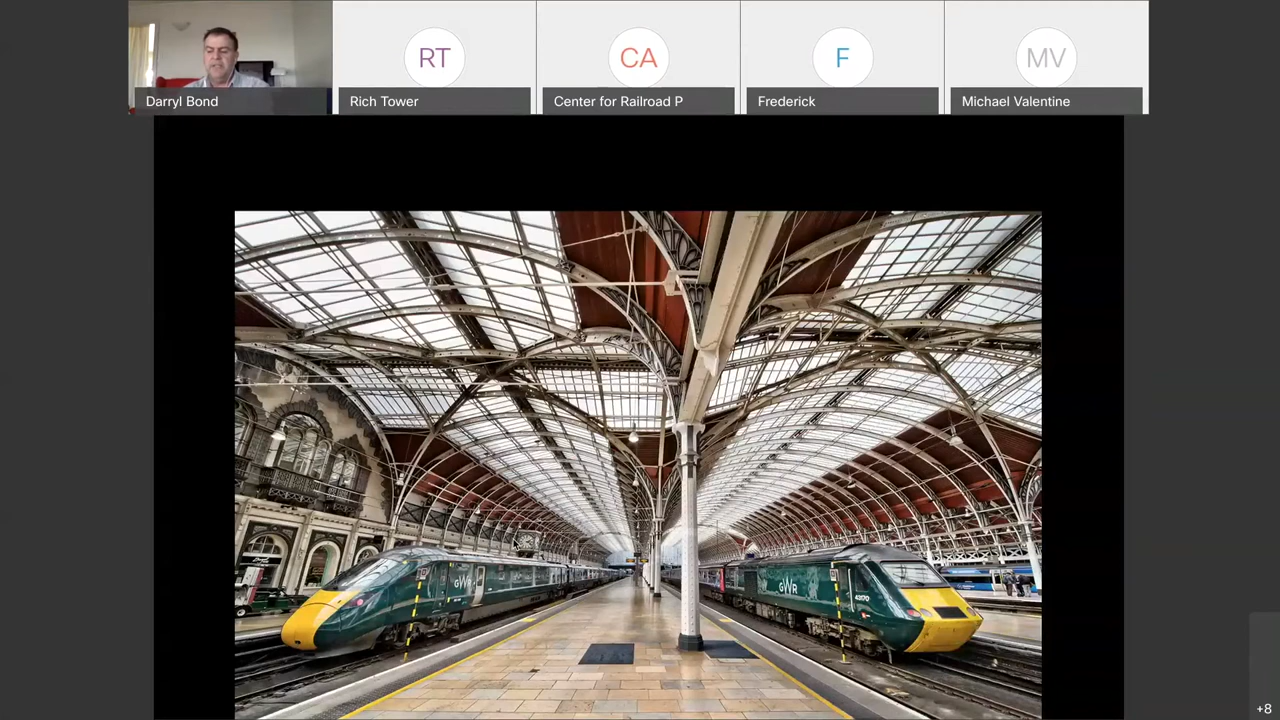 RT
CA
F
MV
Darryl Bond
Rich Tower
Center for Railroad P
Frederick
Michael Valentine
GWR
GWR
43170
+8